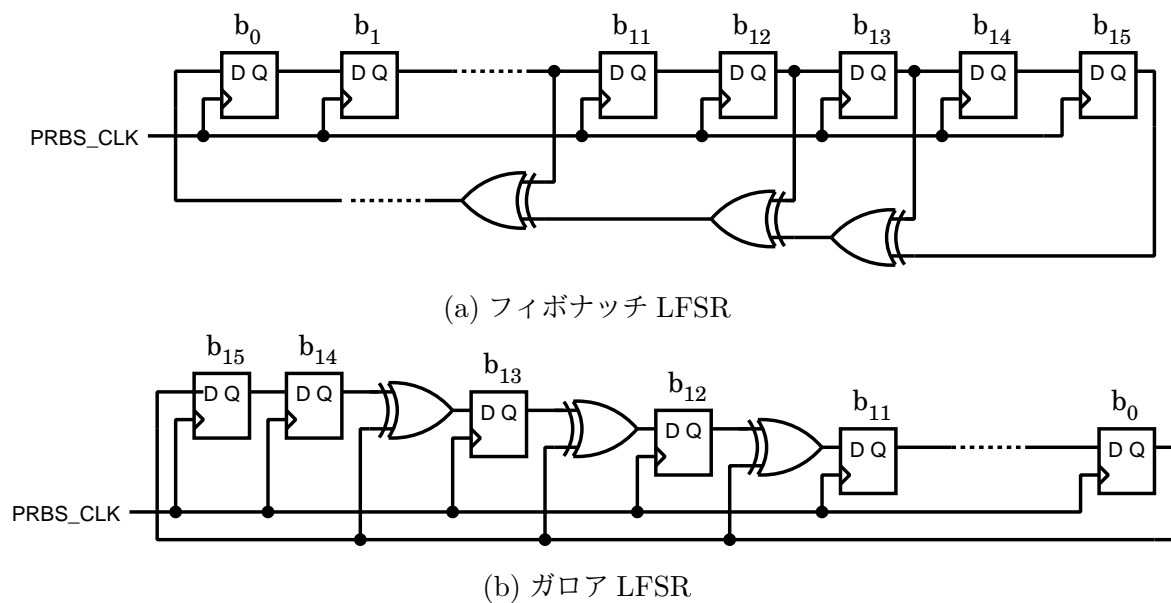 b₀ b₁ b₁₁ b₁₂ b₁₃ b₁₄ b₁₅
D Q D Q D Q D Q D Q D Q D Q
PRBS_CLK
(a) フィボナッチ LFSR
b₁₅ b₁₄ b₁₃ b₁₂ b₁₁ b₀
D Q D Q D Q D Q D Q D Q
PRBS_CLK
(b) ガロア LFSR